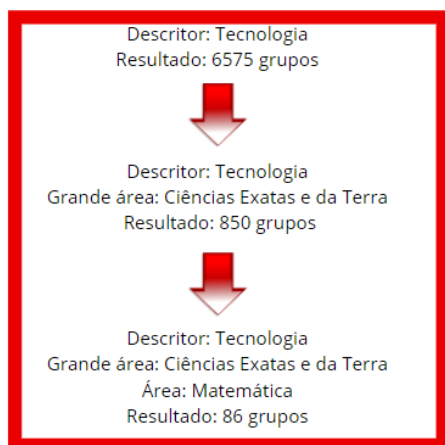 Descritor: Tecnologia
Resultado: 6575 grupos
Descritor: Tecnologia
Grande área: Ciências Exatas e da Terra
Resultado: 850 grupos
Descritor: Tecnologia
Grande área: Ciências Exatas e da Terra
Área: Matemática
Resultado: 86 grupos